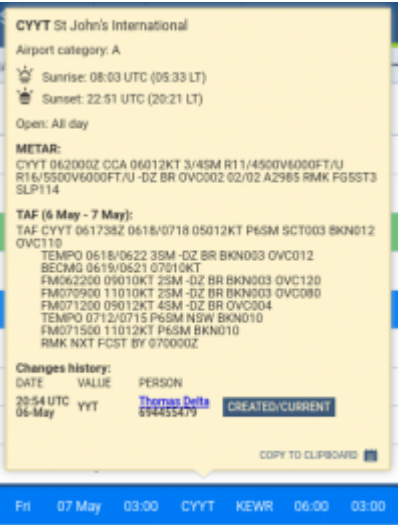 CYYT St John's International
Airport category: A
Sunrise: 08:03 UTC (05:33 LT)
Sunset: 22:51 UTC (20:21 LT)
Open: All day
METAR:
CYYT 062000Z CCA 06012KT 3/4SM R11/4500V6000FT/U
R16/5500V6000FT/U -DZ BR OVC002 02/02 A2985 RMK FG5ST3
SLP114
TAF (6 May - 7 May):
TAF CYYT 061738Z 0618/0718 05012KT P6SM SCT003 BKN012
OVC110
TEMPO 0618/0622 3SM -DZ BR BKN003 OVC012
BECMG 0619/0621 07010KT
FM062200 09010KT 2SM -DZ BR BKN003 OVC120
FM070900 11010KT 2SM -DZ BR BKN003 OVC080
FM071200 09012KT 4SM -DZ BR OVC004
TEMPO 0712/0715 P6SM NSW BKN010
FM071500 11012KT P6SM BKN010
RMK NXT FCST BY 070000Z
Changes history:
DATE VALUE PERSON
20:54 UTC
06-May YYT Thomas Delta
694455479 CREATED/CURRENT
COPY TO CLIPBOARD
Fri 07 May 03:00 CYYT KEWR 06:00 03:00